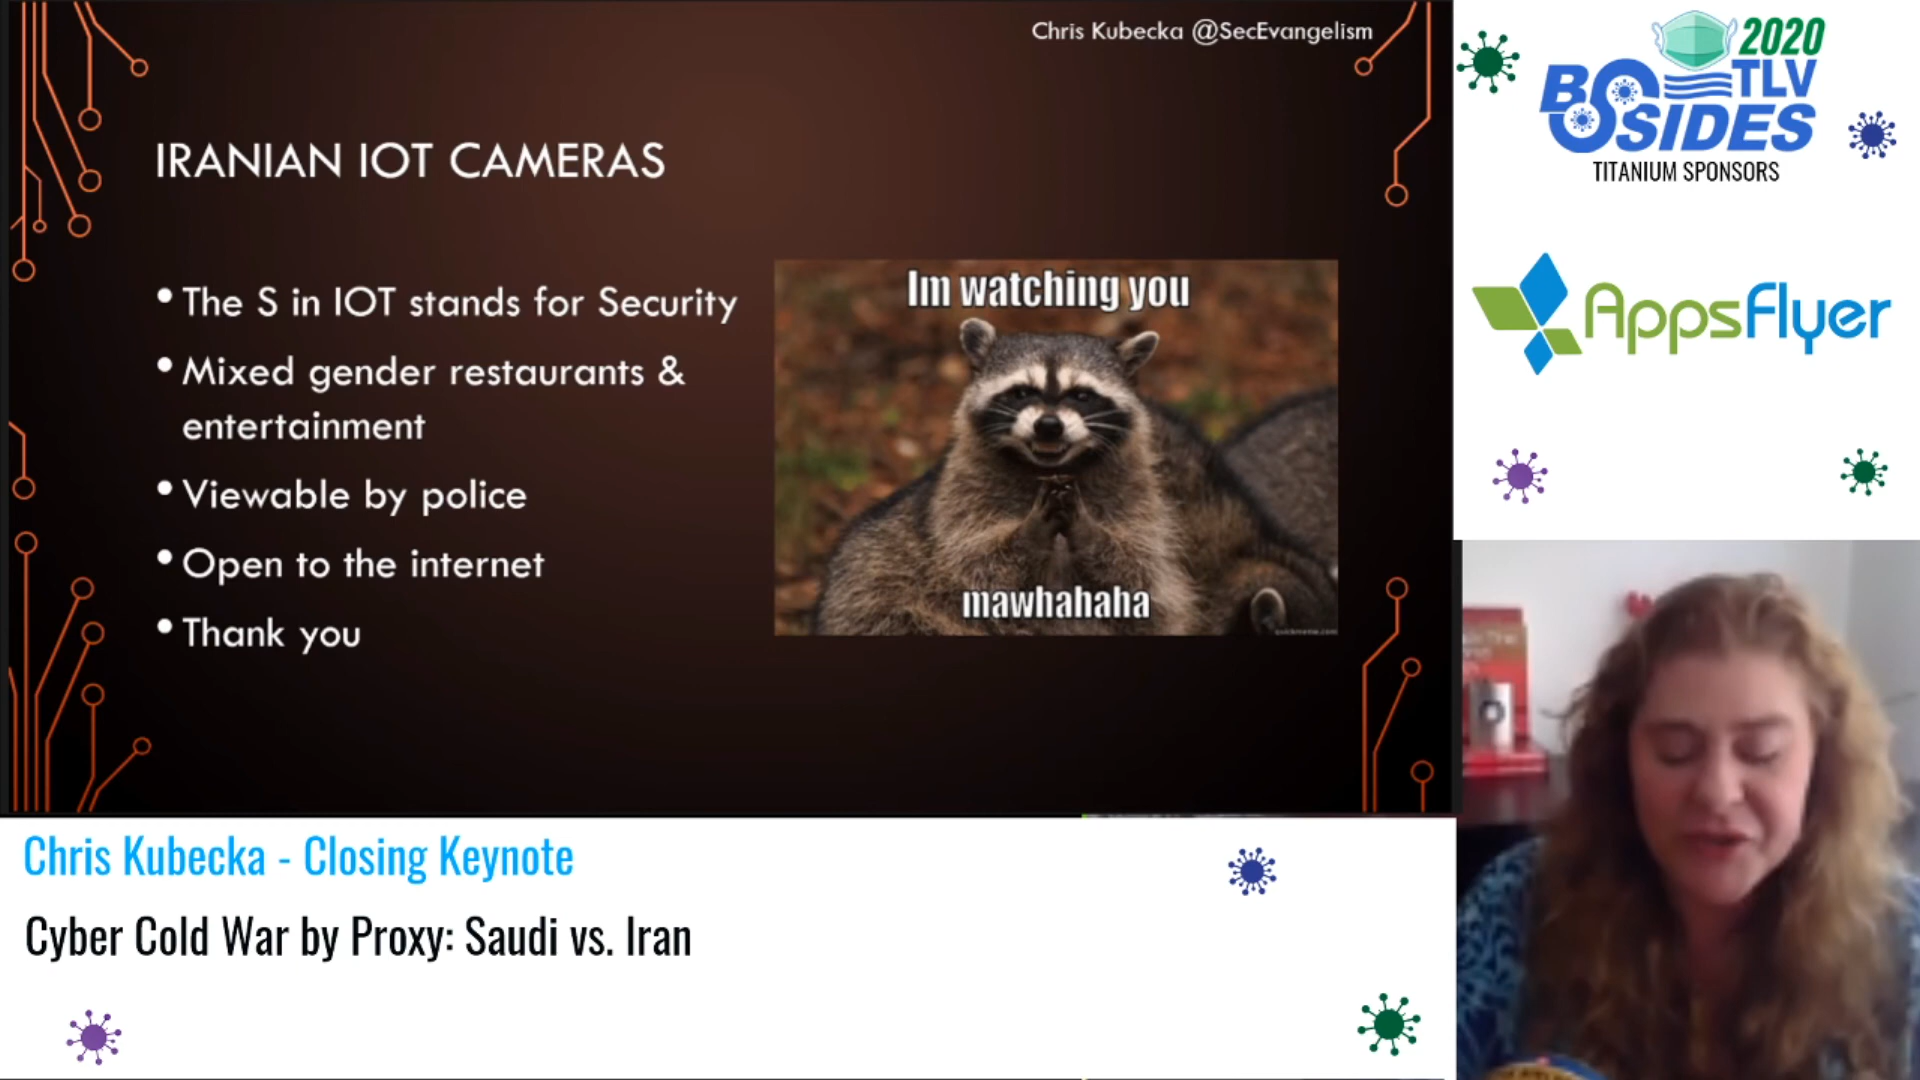 Chris Kubecka @SecEvangelism
IRANIAN IOT CAMERAS
• The S in IOT stands for Security
• Mixed gender restaurants &
entertainment
• Viewable by police
• Open to the internet
• Thank you
Im watching you
mawhahaha
2020
BSIDES
TLV
TITANIUM SPONSORS
AppsFlyer
Chris Kubecka - Closing Keynote
Cyber Cold War by Proxy: Saudi vs. Iran